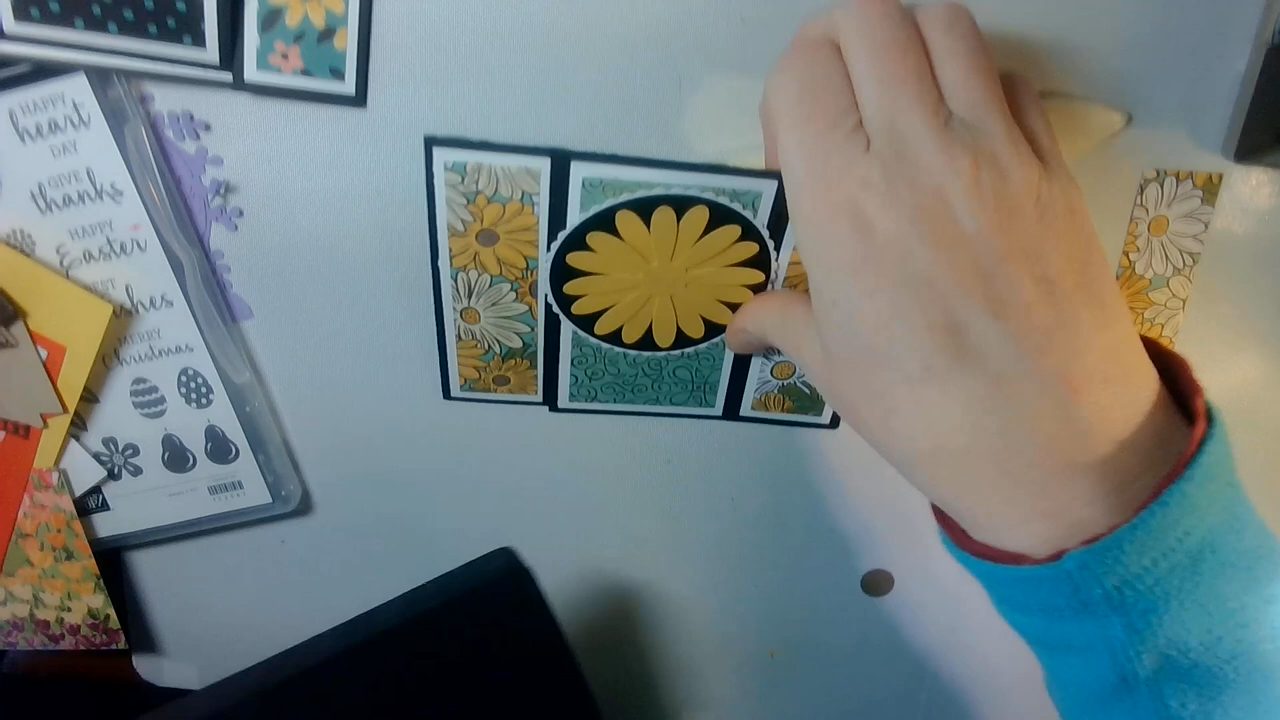 HAPPY
heart
DAY
GIVE
thanks
HAPPY
Easter
MERRY
Christmas